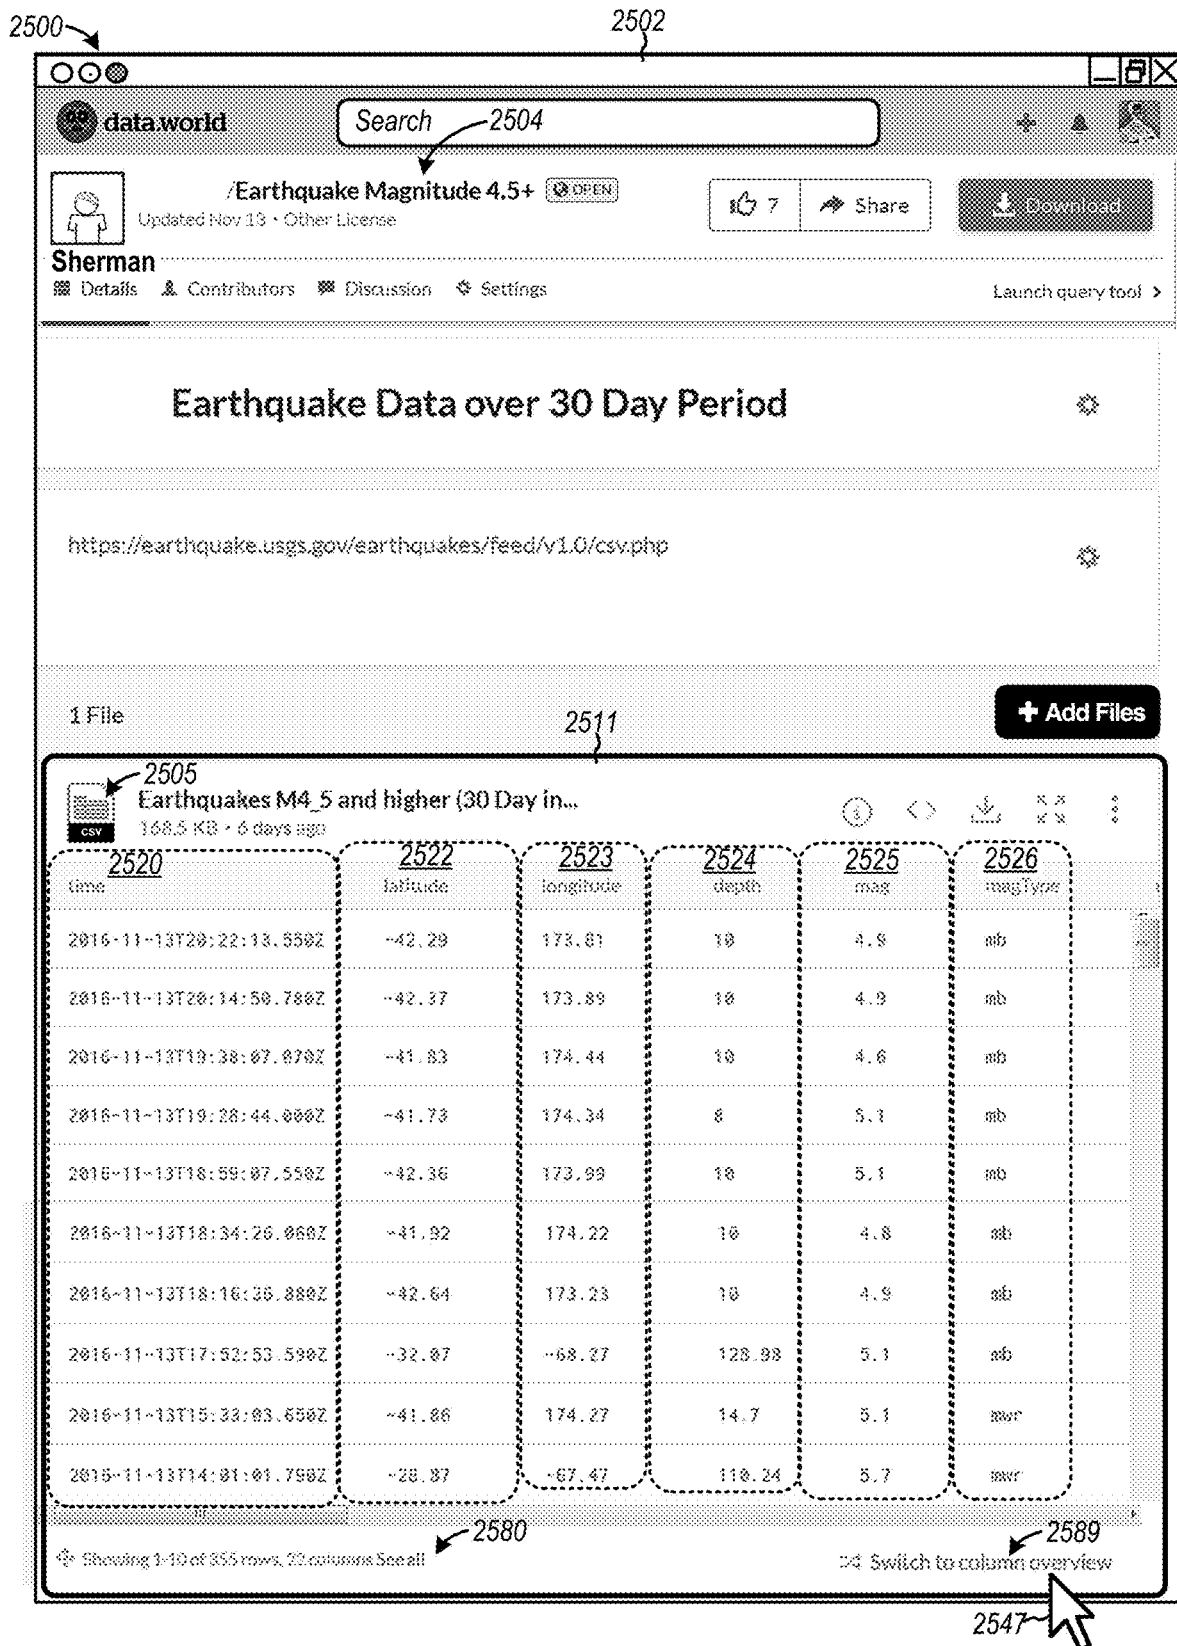 2500
2502
data.world
Search
2504
/Earthquake Magnitude 4.5+ OPEN
Updated Nov 13 • Other License
7
Share
Download
Sherman
Details Contributors Discussion Settings
Launch query tool >
Earthquake Data over 30 Day Period
https://earthquake.usgs.gov/earthquakes/feed/v1.0/csv.php
1 File
2511
+ Add Files
2505
CSV
Earthquakes M4_5 and higher (30 Day in...
168.5 KB • 6 days ago
2520 2522 2523 2524 2525 2526
time latitude longitude depth mag magType
2016-11-13T20:22:13.550Z -42.29 173.81 10 4.9 mb
2016-11-13T20:14:50.780Z -42.37 173.89 10 4.9 mb
2016-11-13T19:38:07.070Z -41.83 174.44 10 4.6 mb
2016-11-13T19:28:44.000Z -41.73 174.34 8 5.1 mb
2016-11-13T18:59:07.550Z -42.36 173.99 10 5.1 mb
2016-11-13T18:34:26.060Z -41.92 174.22 10 4.8 mb
2016-11-13T18:16:36.880Z -42.64 173.23 10 4.9 mb
2016-11-13T17:52:53.590Z -32.07 -68.27 128.98 5.1 mb
2016-11-13T15:33:03.650Z -41.86 174.27 14.7 5.1 mwr
2016-11-13T14:01:01.790Z -28.87 -67.47 110.24 5.7 mwr
2580
2589
Showing 1-10 of 355 rows, 22 columns See all
Switch to column overview
2547